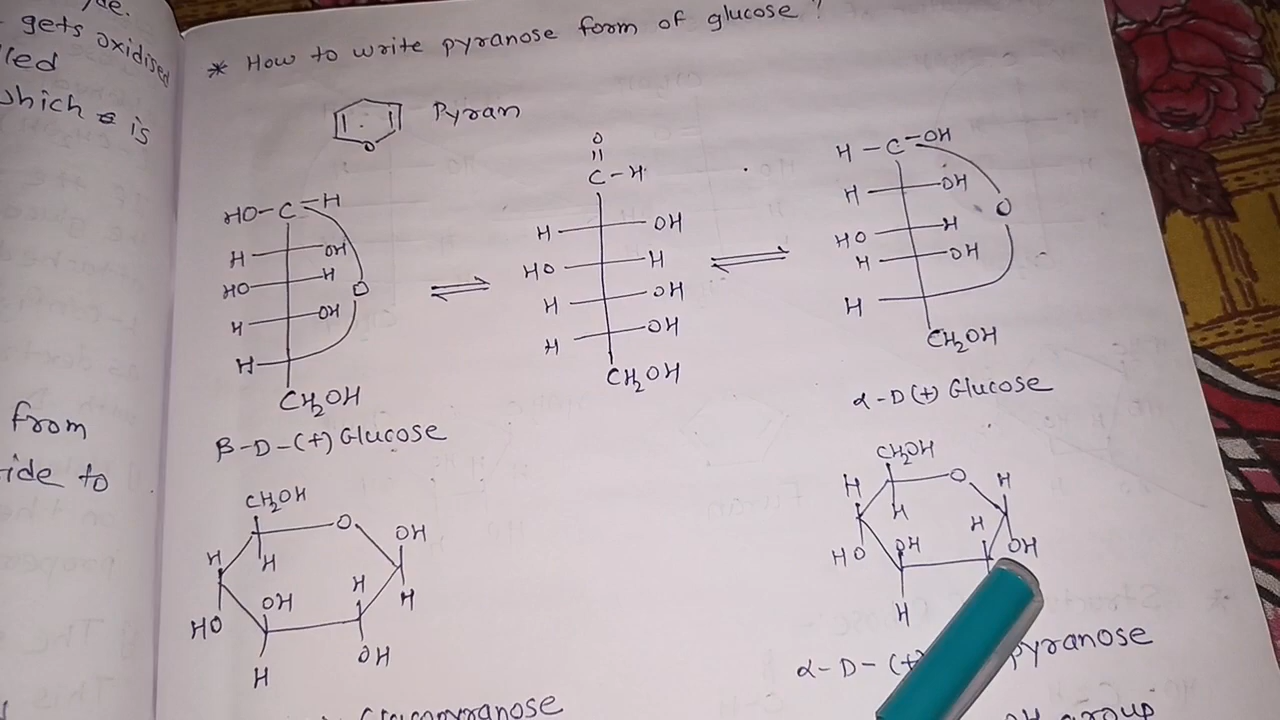 gets oxidised
which is
from
ide to
* How to write pyranose form of glucose ?
Pyran
O
HO-C-H
H OH
HO H
H OH
H
CH2OH
O
β-D-(+) Glucose
O
C-H
H OH
HO H
H OH
H OH
CH2OH
H-C-OH
H OH
HO H
H OH
H
CH2OH
O
α-D(+) Glucose
CH2OH
O
OH
H
H
H
H
OH
HO
OH
H
CH2OH
O
H
H
H
H
OH
OH
HO
H
α-D-(+
pyranose
OH group